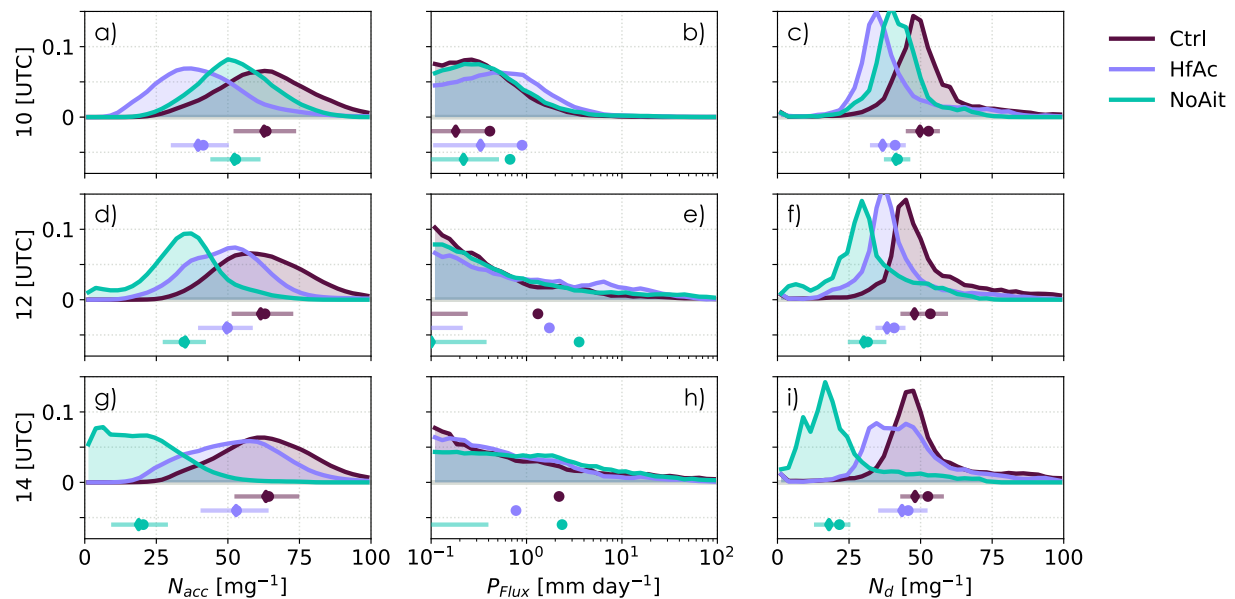 a)
b)
c)
Ctrl
HfAc
NoAit
10 [UTC]
0.1
0
d)
e)
f)
12 [UTC]
0.1
0
g)
h)
i)
14 [UTC]
0.1
0
0 25 50 75 100
10⁻¹ 10⁰ 10¹ 10²
0 25 50 75 100
N_acc [mg⁻¹]
P_Flux [mm day⁻¹]
N_d [mg⁻¹]